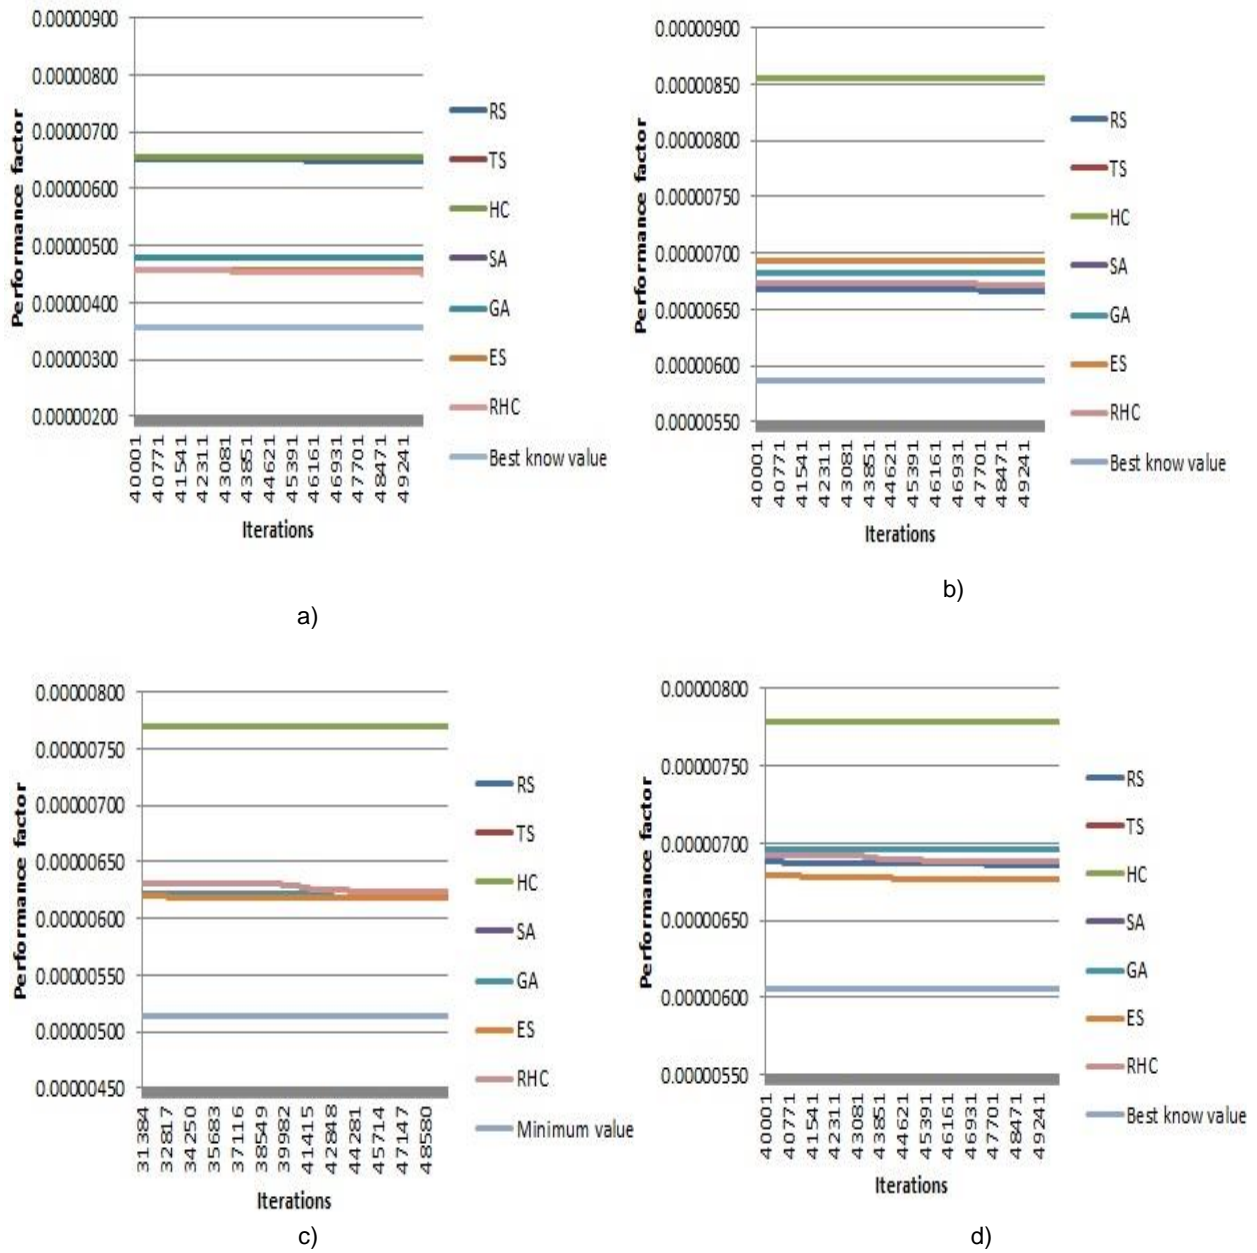 0.00000900
0.00000800
0.00000700
0.00000600
0.00000500
0.00000400
0.00000300
0.00000200
Performance factor
40001
40771
41541
42311
43081
43851
44621
45391
46161
46931
47701
48471
49241
Iterations
RS
TS
HC
SA
GA
ES
RHC
Best know value
a)
0.00000900
0.00000850
0.00000800
0.00000750
0.00000700
0.00000650
0.00000600
0.00000550
Performance factor
40001
40771
41541
42311
43081
43851
44621
45391
46161
46931
47701
48471
49241
Iterations
RS
TS
HC
SA
GA
ES
RHC
Best know value
b)
0.00000800
0.00000750
0.00000700
0.00000650
0.00000600
0.00000550
0.00000500
0.00000450
Performance factor
31384
32817
34250
35683
37116
38549
39982
41415
42848
44281
45714
47147
48580
Iterations
RS
TS
HC
SA
GA
ES
RHC
Minimum value
c)
0.00000800
0.00000750
0.00000700
0.00000650
0.00000600
0.00000550
Performance factor
40001
40771
41541
42311
43081
43851
44621
45391
46161
46931
47701
48471
49241
Iterations
RS
TS
HC
SA
GA
ES
RHC
Best know value
d)